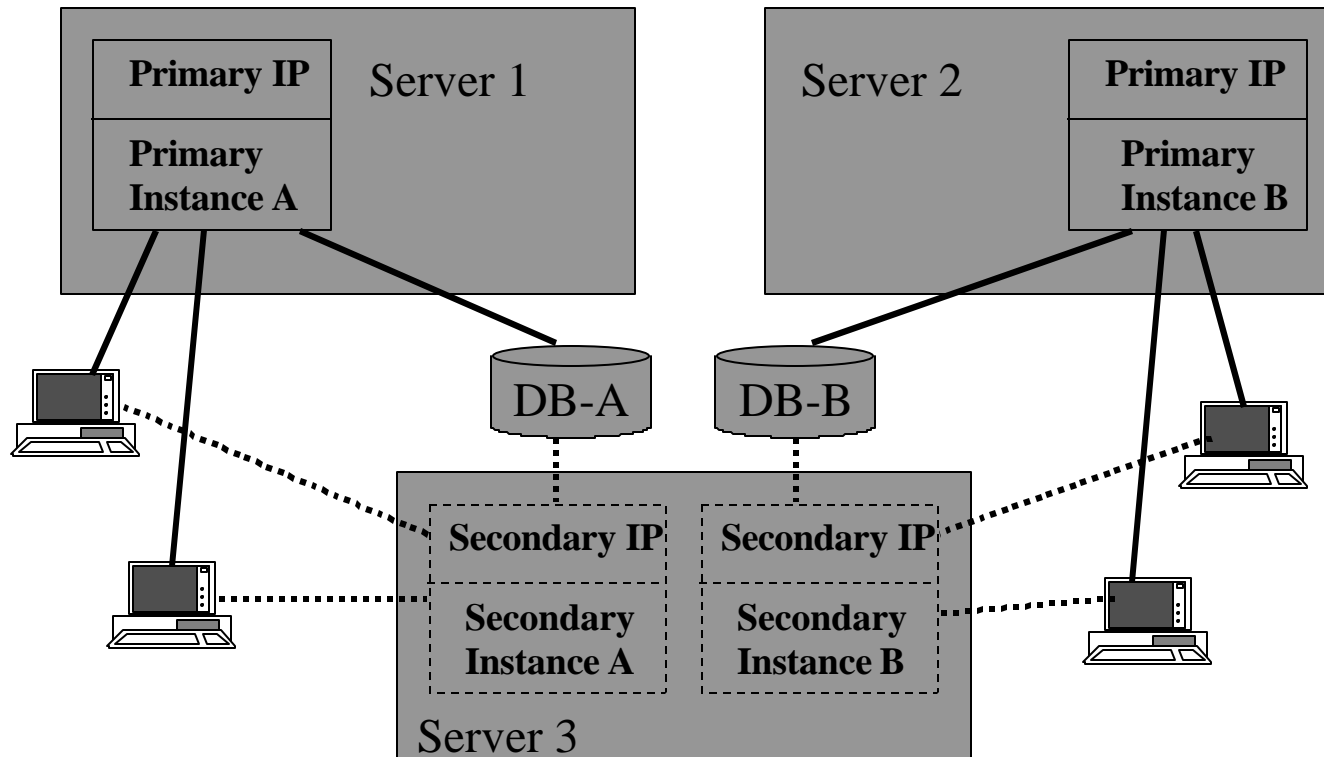 Primary IP
Server 1
Primary
Instance A
Server 2
Primary IP
Primary
Instance B
DB-A
DB-B
Secondary IP
Secondary
Instance A
Secondary IP
Secondary
Instance B
Server 3